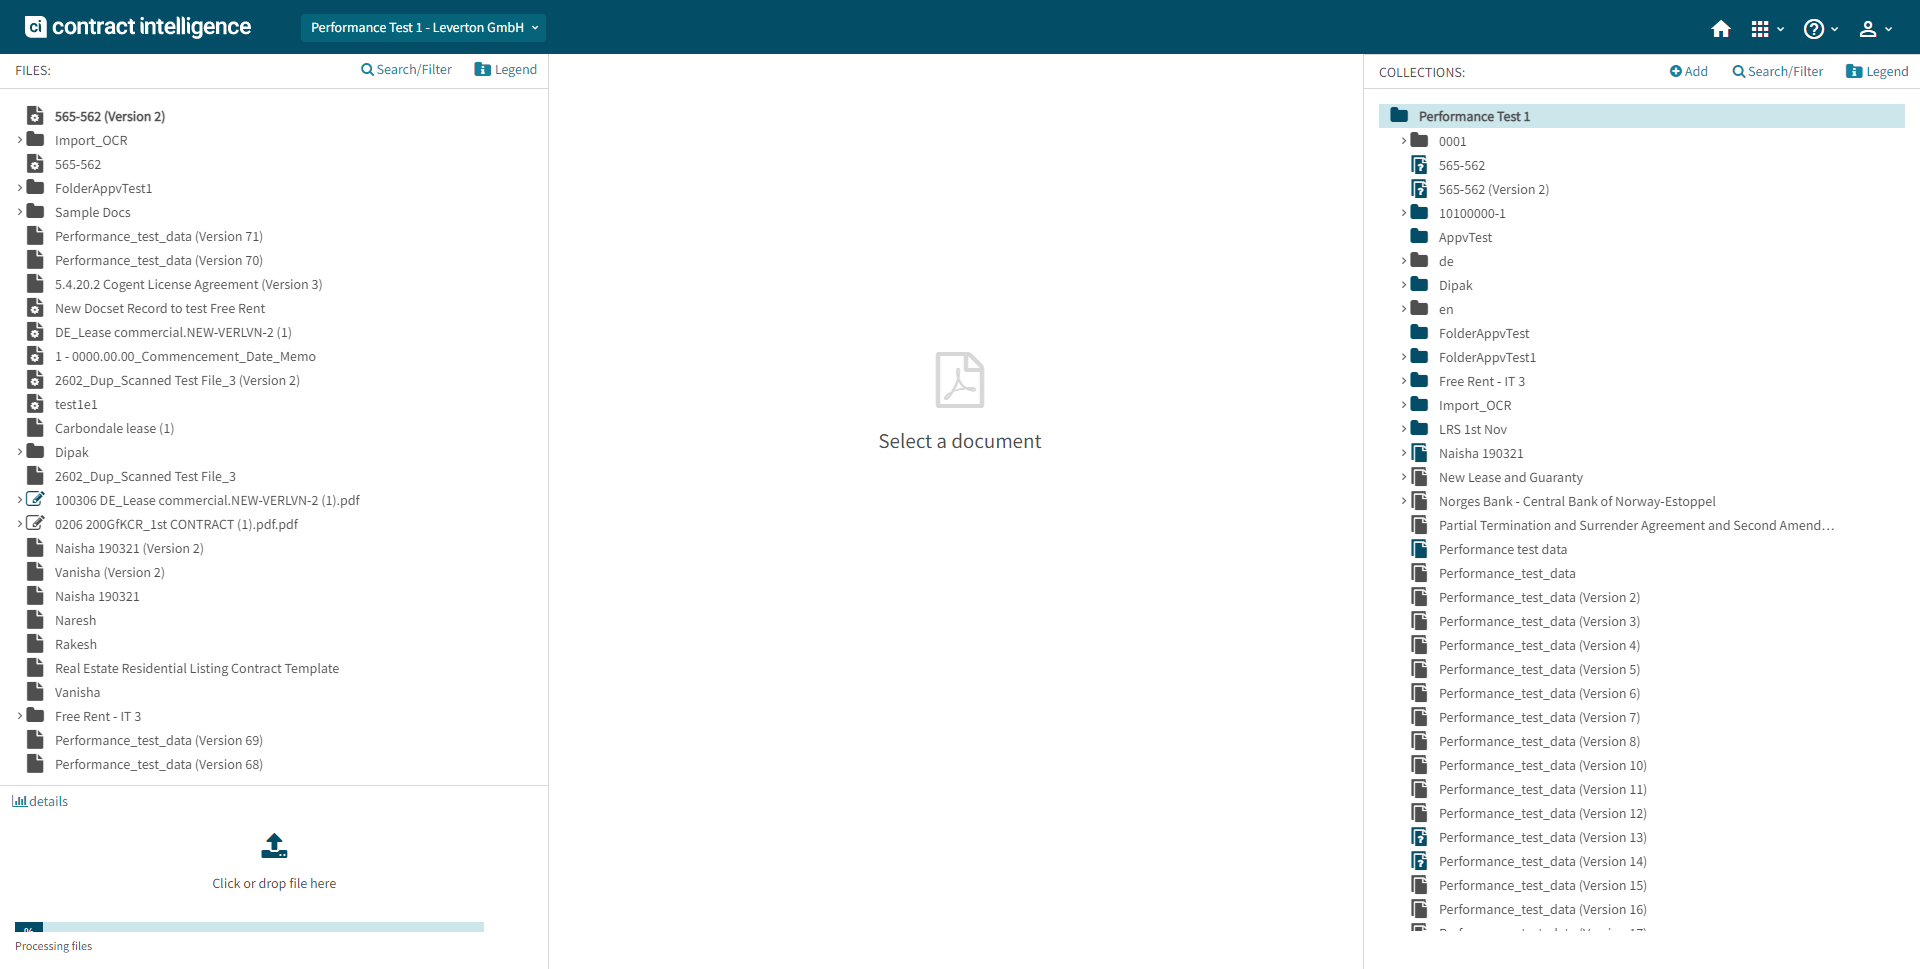 ci contract intelligence
Performance Test 1 - Leverton GmbH
FILES:
Search/Filter
Legend
565-562 (Version 2)
Import_OCR
565-562
FolderAppvTest1
Sample Docs
Performance_test_data (Version 71)
Performance_test_data (Version 70)
5.4.20.2 Cogent License Agreement (Version 3)
New Docset Record to test Free Rent
DE_Lease commercial.NEW-VERLVN-2 (1)
1 - 0000.00.00_Commencement_Date_Memo
2602_Dup_Scanned Test File_3 (Version 2)
test1e1
Carbondale lease (1)
Dipak
2602_Dup_Scanned Test File_3
100306 DE_Lease commercial.NEW-VERLVN-2 (1).pdf
0206 200GfKCR_1st CONTRACT (1).pdf.pdf
Naisha 190321 (Version 2)
Vanisha (Version 2)
Naisha 190321
Naresh
Rakesh
Real Estate Residential Listing Contract Template
Vanisha
Free Rent - IT 3
Performance_test_data (Version 69)
Performance_test_data (Version 68)
details
Click or drop file here
%
Processing files
Select a document
COLLECTIONS:
Add
Search/Filter
Legend
Performance Test 1
0001
565-562
565-562 (Version 2)
10100000-1
AppvTest
de
Dipak
en
FolderAppvTest
FolderAppvTest1
Free Rent - IT 3
Import_OCR
LRS 1st Nov
Naisha 190321
New Lease and Guaranty
Norges Bank - Central Bank of Norway-Estoppel
Partial Termination and Surrender Agreement and Second Amend…
Performance test data
Performance_test_data
Performance_test_data (Version 2)
Performance_test_data (Version 3)
Performance_test_data (Version 4)
Performance_test_data (Version 5)
Performance_test_data (Version 6)
Performance_test_data (Version 7)
Performance_test_data (Version 8)
Performance_test_data (Version 10)
Performance_test_data (Version 11)
Performance_test_data (Version 12)
Performance_test_data (Version 13)
Performance_test_data (Version 14)
Performance_test_data (Version 15)
Performance_test_data (Version 16)